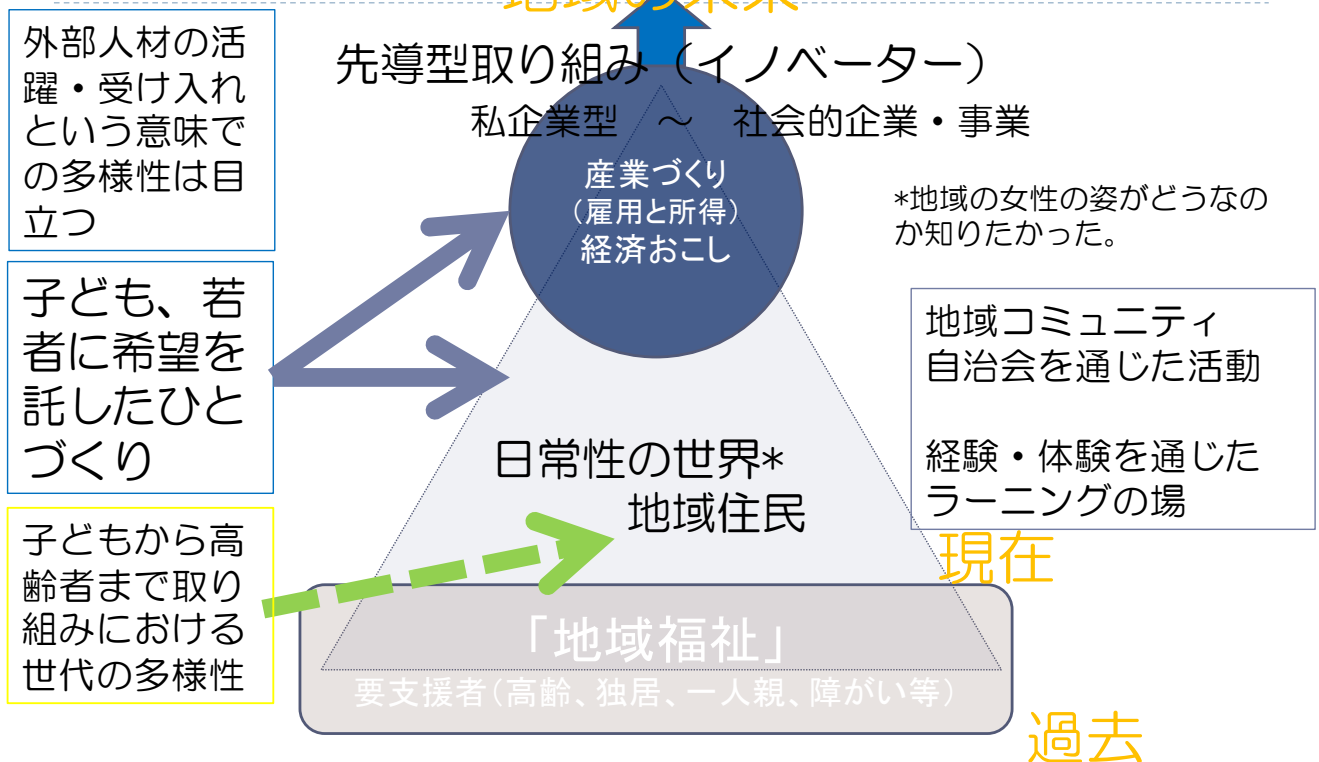 地域の未来
外部人材の活
躍・受け入れ
という意味で
の多様性は目
立つ
先導型取り組み（イノベーター）
私企業型　～　社会的企業・事業
産業づくり
（雇用と所得）
経済おこし
*地域の女性の姿がどうなの
か知りたかった。
子ども、若
者に希望を
託したひと
づくり
地域コミュニティ
自治会を通じた活動
経験・体験を通じた
ラーニングの場
日常性の世界*
地域住民
子どもから高
齢者まで取り
組みにおける
世代の多様性
現在
「地域福祉」
要支援者（高齢、独居、一人親、障がい等）
過去